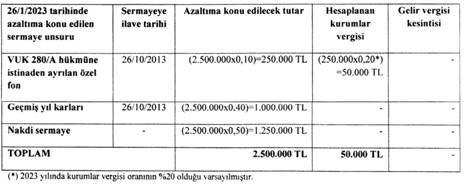 26/1/2023 tarihinde azaltıma konu edilen sermaye unsuru | Sermayeye ilave tarihi | Azaltıma konu edilecek tutar | Hesaplanan kurumlar vergisi | Gelir vergisi kesintisi
VUK 280/A hükmüne istinaden ayrılan özel fon | 26/10/2013 | (2.500.000x0,10)=250.000 TL | (250.000x0,20*) =50.000 TL | -
Geçmiş yıl karları | 26/10/2013 | (2.500.000x0,40)=1.000.000 TL | - | -
Nakdi sermaye | - | (2.500.000x0,50)=1.250.000 TL | - | -
TOPLAM | 2.500.000 TL | 50.000 TL | -
(*) 2023 yılında kurumlar vergisi oranının %20 olduğu varsayılmıştır.